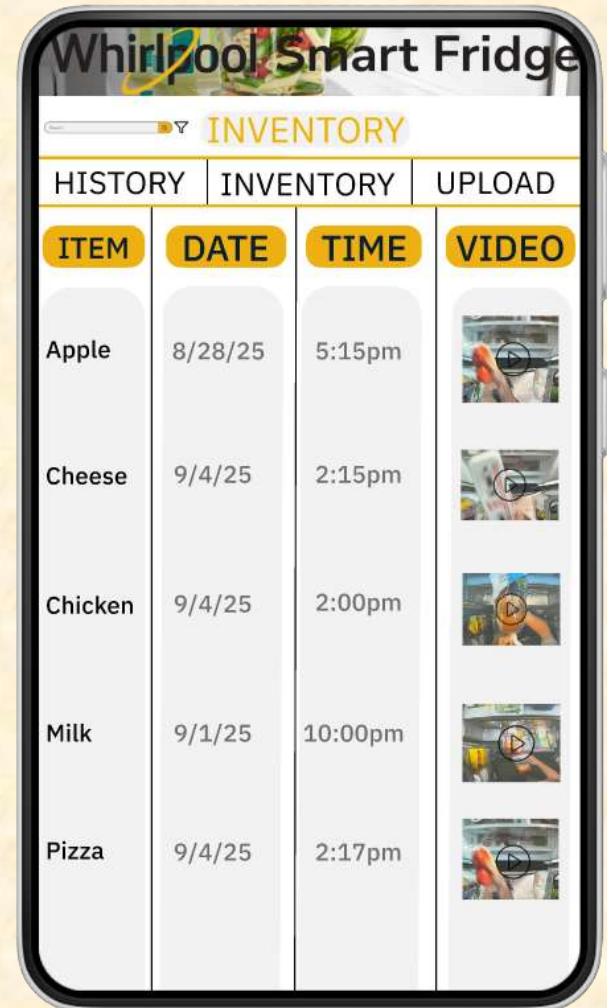 Whirlpool Smart Fridge
INVENTORY
HISTORY INVENTORY UPLOAD
ITEM DATE TIME VIDEO
Apple 8/28/25 5:15pm
Cheese 9/4/25 2:15pm
Chicken 9/4/25 2:00pm
Milk 9/1/25 10:00pm
Pizza 9/4/25 2:17pm